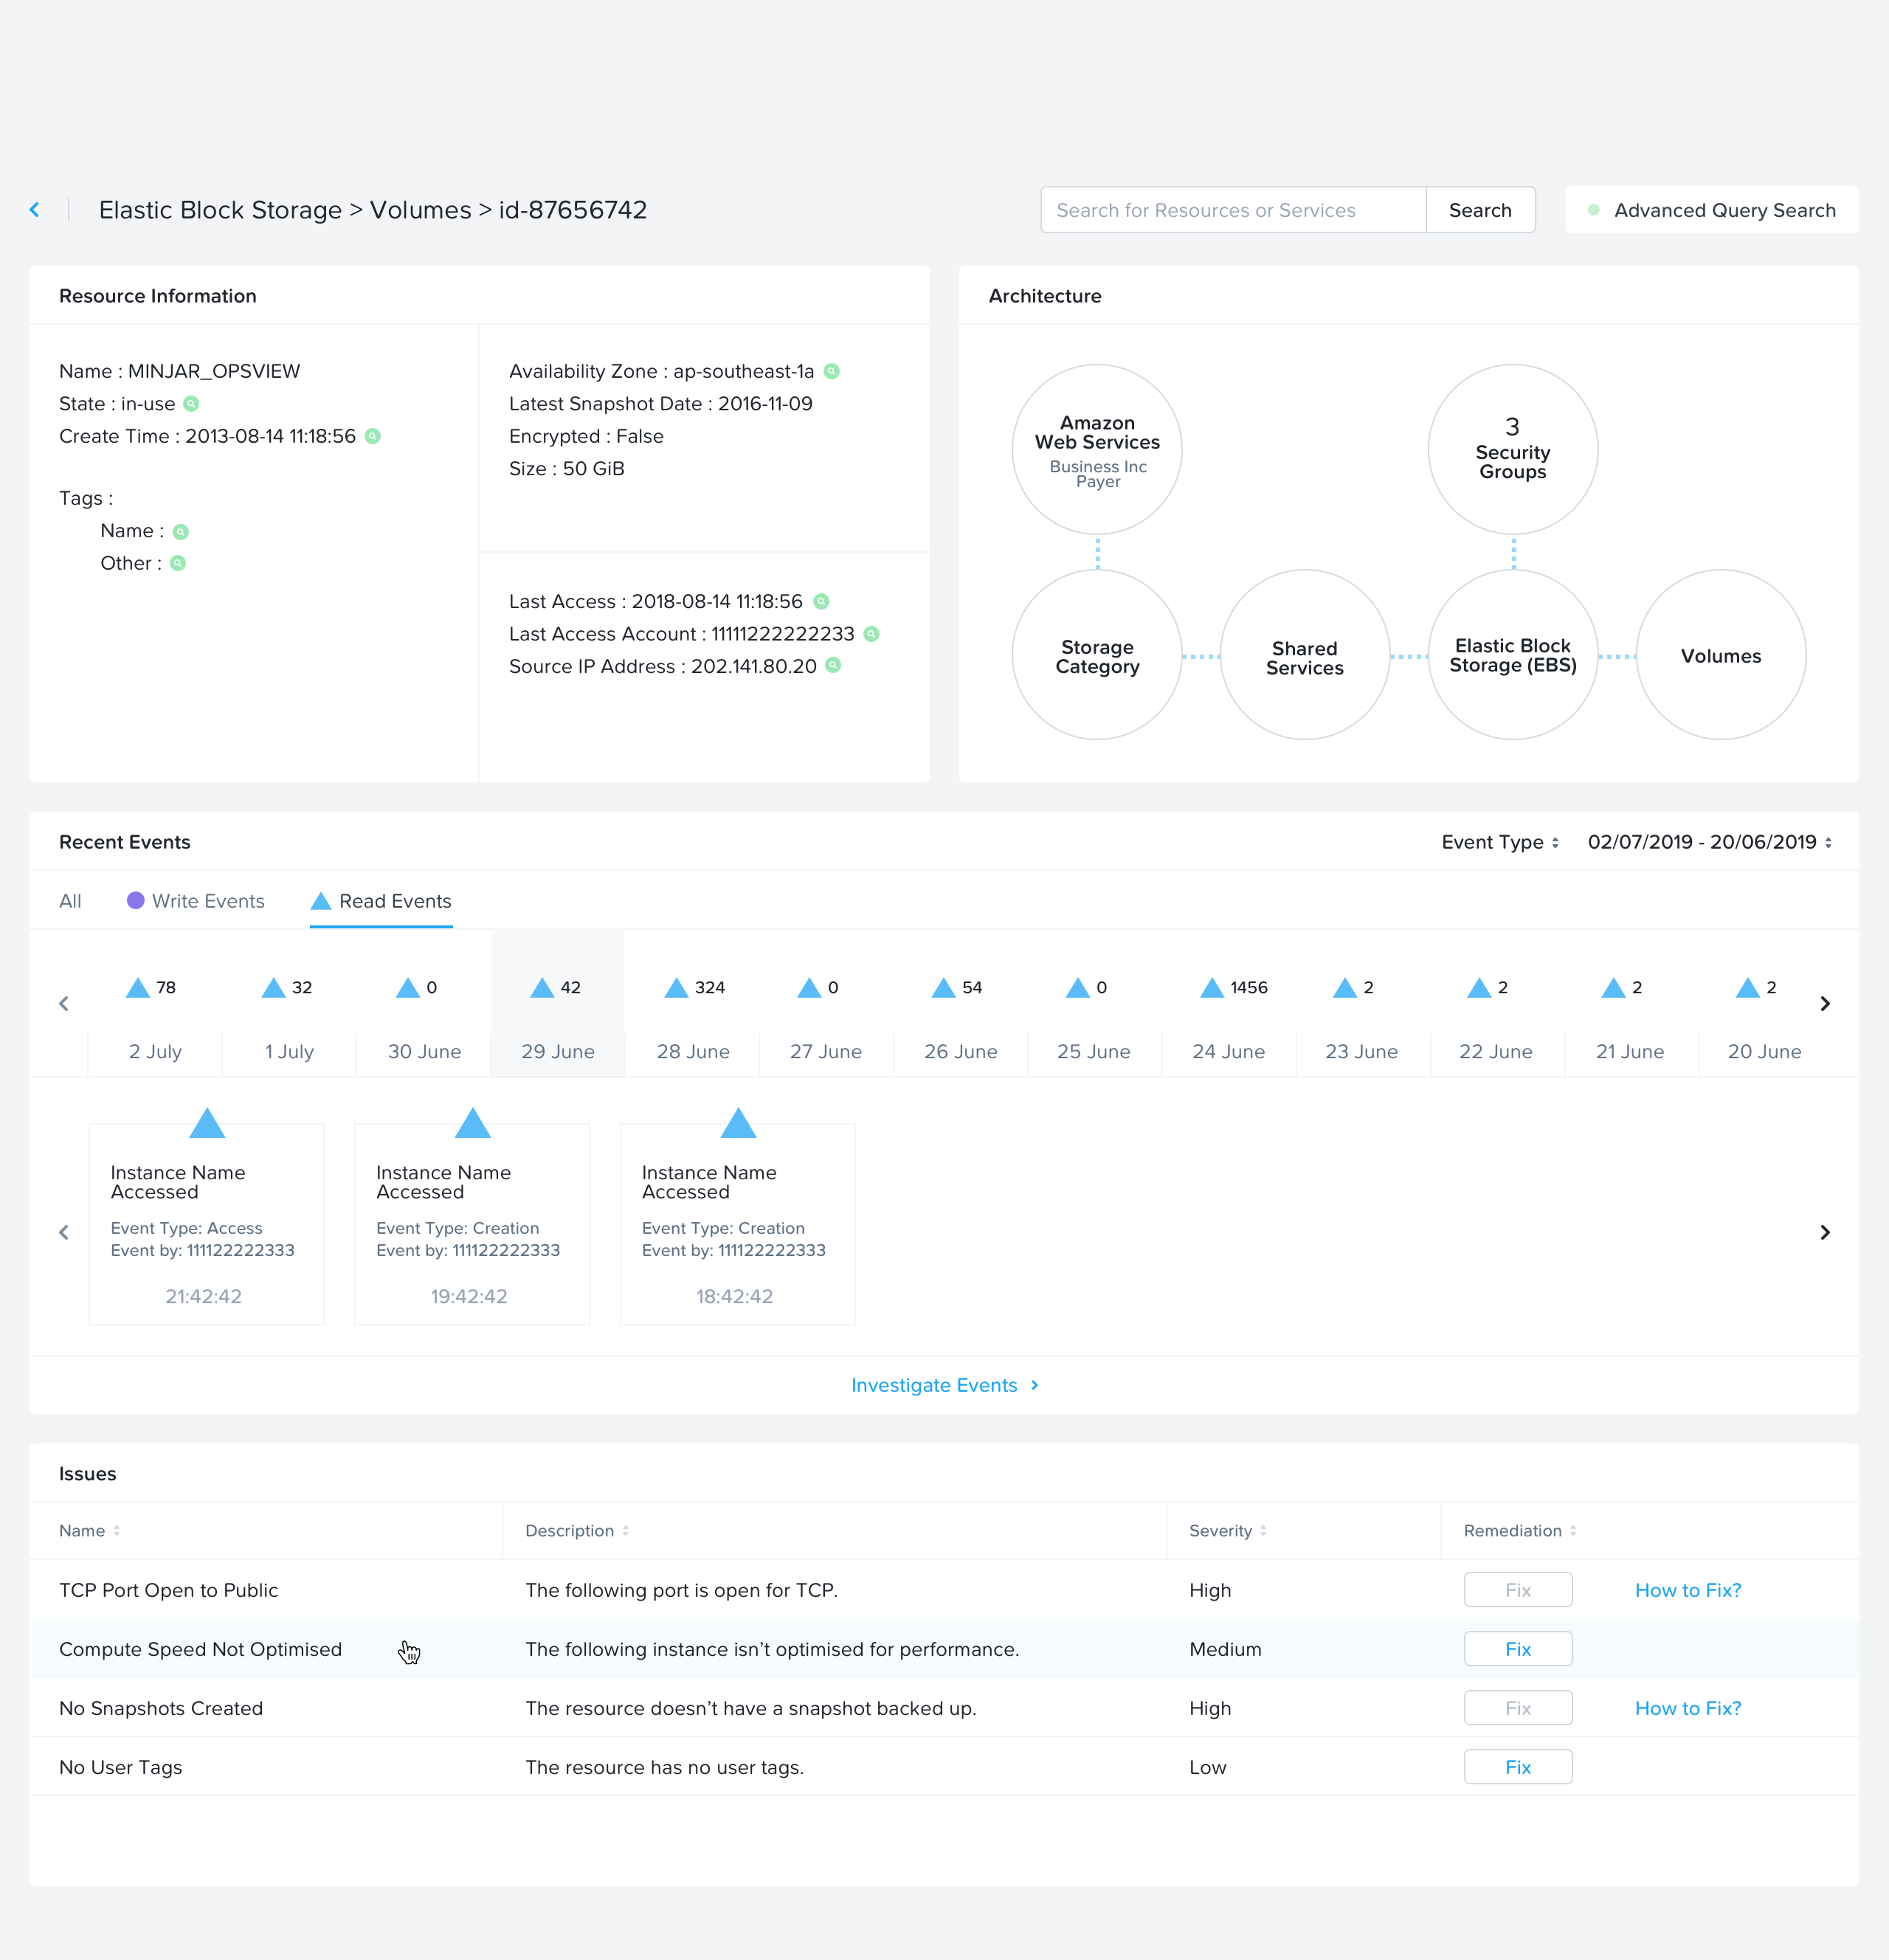 Elastic Block Storage > Volumes > id-87656742
Search for Resources or Services
Search
Advanced Query Search
Resource Information
Name : MINJAR_OPSVIEW
State : in-use
Create Time : 2013-08-14 11:18:56
Tags :
Name :
Other :
Availability Zone : ap-southeast-1a
Latest Snapshot Date : 2016-11-09
Encrypted : False
Size : 50 GiB
Last Access : 2018-08-14 11:18:56
Last Access Account : 11111222222233
Source IP Address : 202.141.80.20
Architecture
Amazon
Web Services
Business Inc
Payer
3
Security
Groups
Storage
Category
Shared
Services
Elastic Block
Storage (EBS)
Volumes
Recent Events
Event Type
02/07/2019 - 20/06/2019
All
Write Events
Read Events
78
32
0
42
324
0
54
0
1456
2
2
2
2
2 July
1 July
30 June
29 June
28 June
27 June
26 June
25 June
24 June
23 June
22 June
21 June
20 June
Instance Name
Accessed
Event Type: Access
Event by: 111122222333
21:42:42
Instance Name
Accessed
Event Type: Creation
Event by: 111122222333
19:42:42
Instance Name
Accessed
Event Type: Creation
Event by: 111122222333
18:42:42
Investigate Events
Issues
Name
Description
Severity
Remediation
TCP Port Open to Public
The following port is open for TCP.
High
Fix
How to Fix?
Compute Speed Not Optimised
The following instance isn’t optimised for performance.
Medium
Fix
No Snapshots Created
The resource doesn’t have a snapshot backed up.
High
Fix
How to Fix?
No User Tags
The resource has no user tags.
Low
Fix